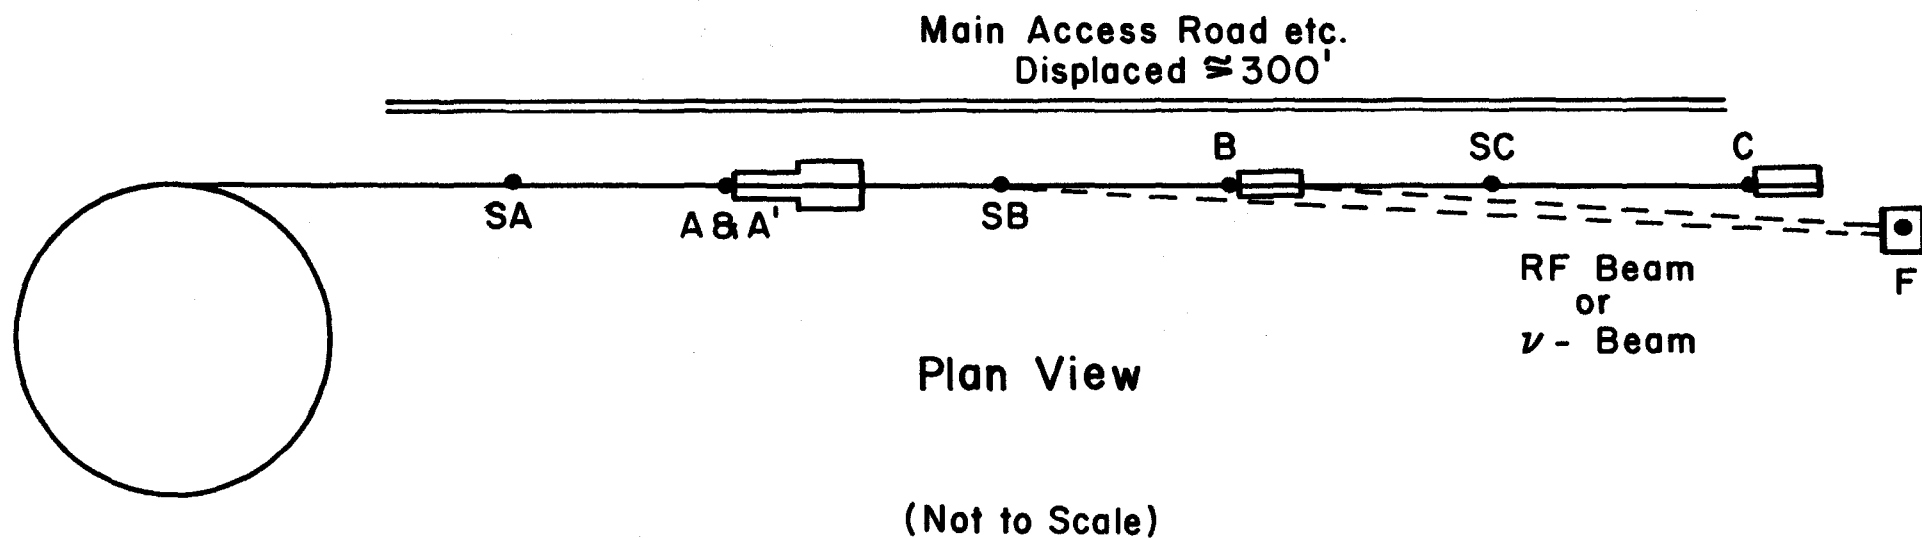 Main Access Road etc.
Displaced ≅ 300'
B
SC
C
SA
A & A'
SB
F
RF Beam
or
ν - Beam
Plan View
(Not to Scale)